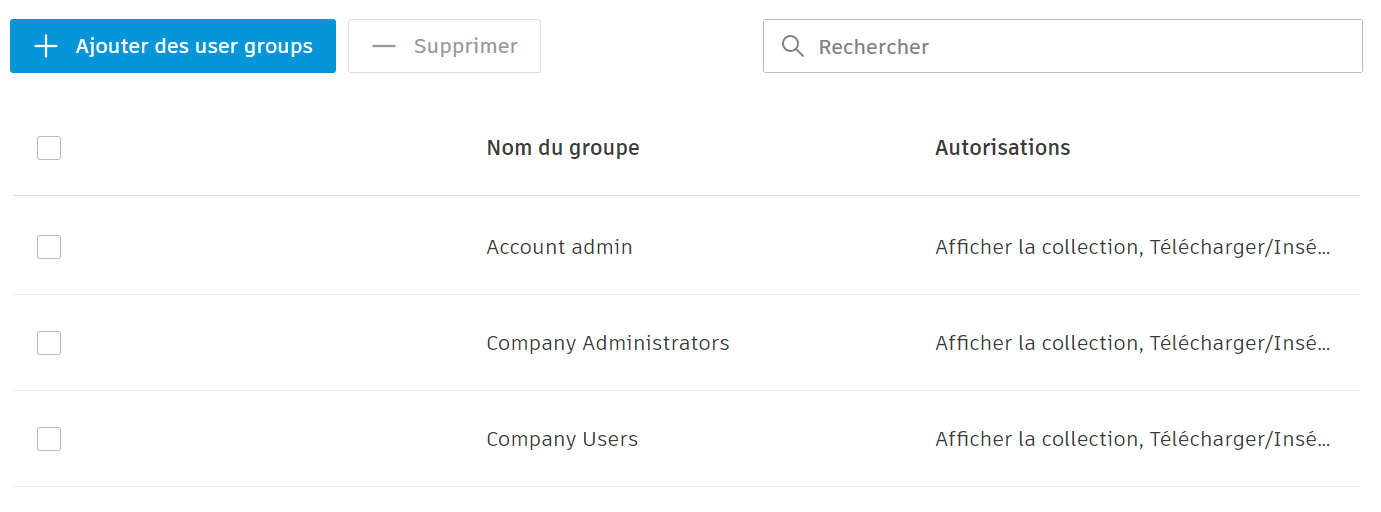 Ajouter des user groups Supprimer Rechercher
Nom du groupe Autorisations
Account admin Afficher la collection, Télécharger/Insé...
Company Administrators Afficher la collection, Télécharger/Insé...
Company Users Afficher la collection, Télécharger/Insé...